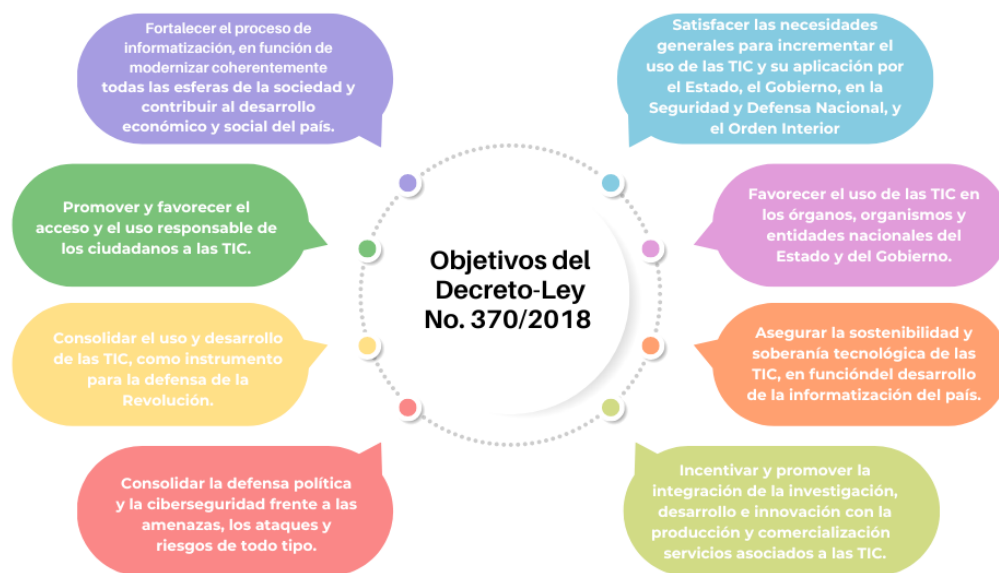 Fortalecer el proceso de
informatización, en función de
modernizar coherentemente
todas las esferas de la sociedad y
contribuir al desarrollo
económico y social del país.
Satisfacer las necesidades
generales para incrementar el
uso de las TIC y su aplicación por
el Estado, el Gobierno, en la
Seguridad y Defensa Nacional, y
el Orden Interior
Promover y favorecer el
acceso y el uso responsable de
los ciudadanos a las TIC.
Favorecer el uso de las TIC en
los órganos, organismos y
entidades nacionales del
Estado y del Gobierno.
Objetivos del
Decreto-Ley
No. 370/2018
Consolidar el uso y desarrollo
de las TIC, como instrumento
para la defensa de la
Revolución.
Asegurar la sostenibilidad y
soberanía tecnológica de las
TIC, en funcióndel desarrollo
de la informatización del país.
Consolidar la defensa política
y la ciberseguridad frente a las
amenazas, los ataques y
riesgos de todo tipo.
Incentivar y promover la
integración de la investigación,
desarrollo e innovación con la
producción y comercialización
servicios asociados a las TIC.